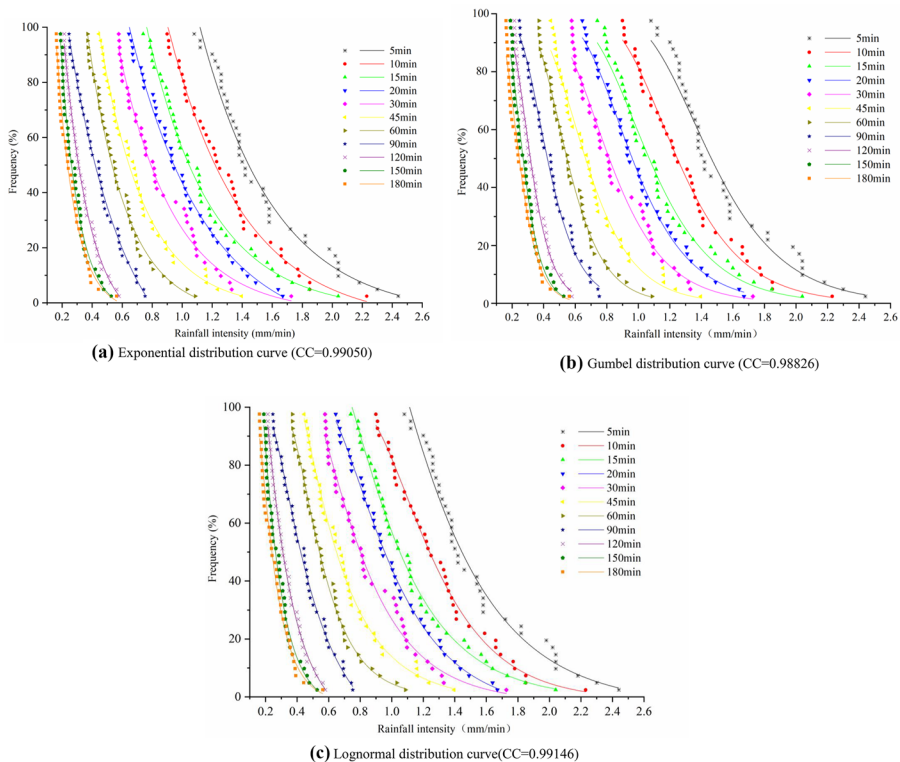 (a)
100
80
60
40
20
0
Frequency (%)
5min
10min
15min
20min
30min
45min
60min
90min
120min
150min
180min
0.2 0.4 0.6 0.8 1.0 1.2 1.4 1.6 1.8 2.0 2.2 2.4 2.6
Rainfall intensity (mm/min)
(a) Exponential distribution curve (CC=0.99050)
100
80
60
40
20
0
Frequency (%)
5min
10min
15min
20min
30min
45min
60min
90min
120min
150min
180min
0.2 0.4 0.6 0.8 1.0 1.2 1.4 1.6 1.8 2.0 2.2 2.4 2.6
Rainfall intensity（mm/min）
(b) Gumbel distribution curve (CC=0.98826)
100
80
60
40
20
0
Frequency (%)
5min
10min
15min
20min
30min
45min
60min
90min
120min
150min
180min
0.2 0.4 0.6 0.8 1.0 1.2 1.4 1.6 1.8 2.0 2.2 2.4 2.6
Rainfall intensity（mm/min）
(c) Lognormal distribution curve(CC=0.99146)